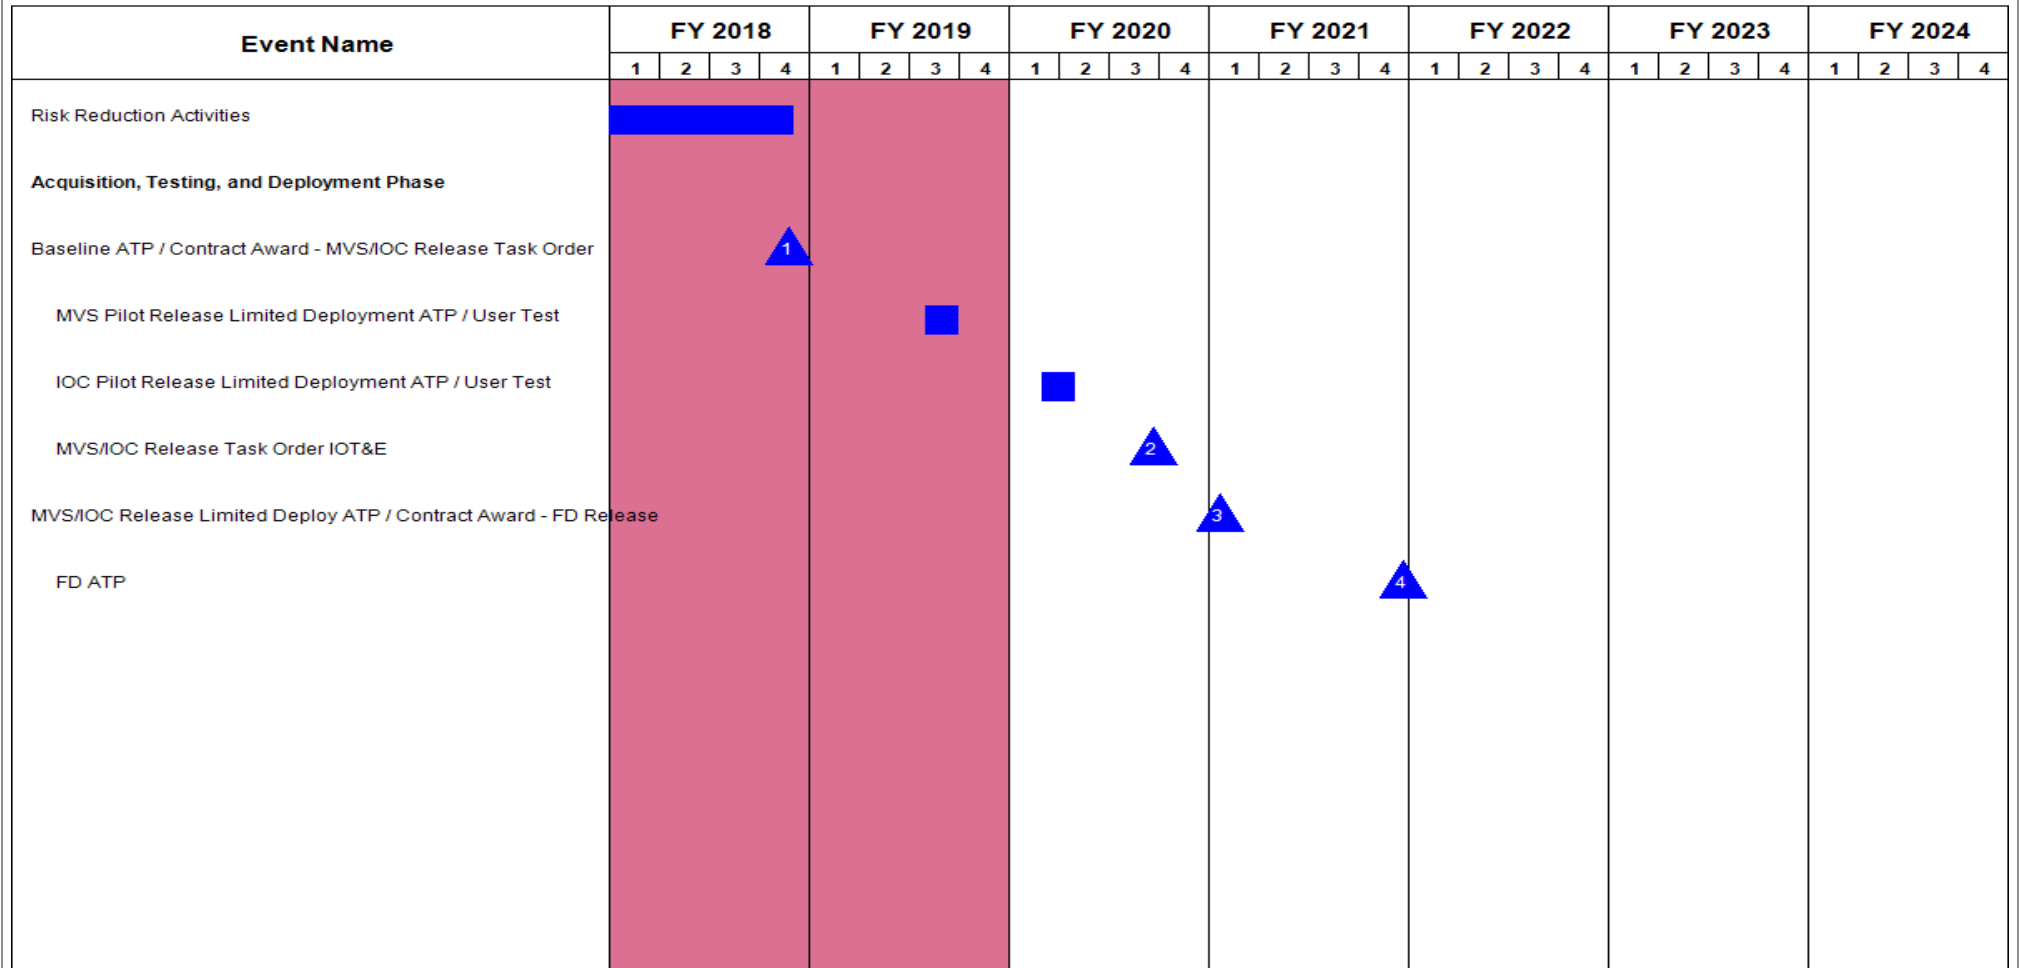 Event Name
FY 2018 FY 2019 FY 2020 FY 2021 FY 2022 FY 2023 FY 2024
1 2 3 4 1 2 3 4 1 2 3 4 1 2 3 4 1 2 3 4 1 2 3 4 1 2 3 4
Risk Reduction Activities
Acquisition, Testing, and Deployment Phase
Baseline ATP / Contract Award - MVS/IOC Release Task Order 1
MVS Pilot Release Limited Deployment ATP / User Test
IOC Pilot Release Limited Deployment ATP / User Test
MVS/IOC Release Task Order IOT&E 2
MVS/IOC Release Limited Deploy ATP / Contract Award - FD Release 3
FD ATP 4